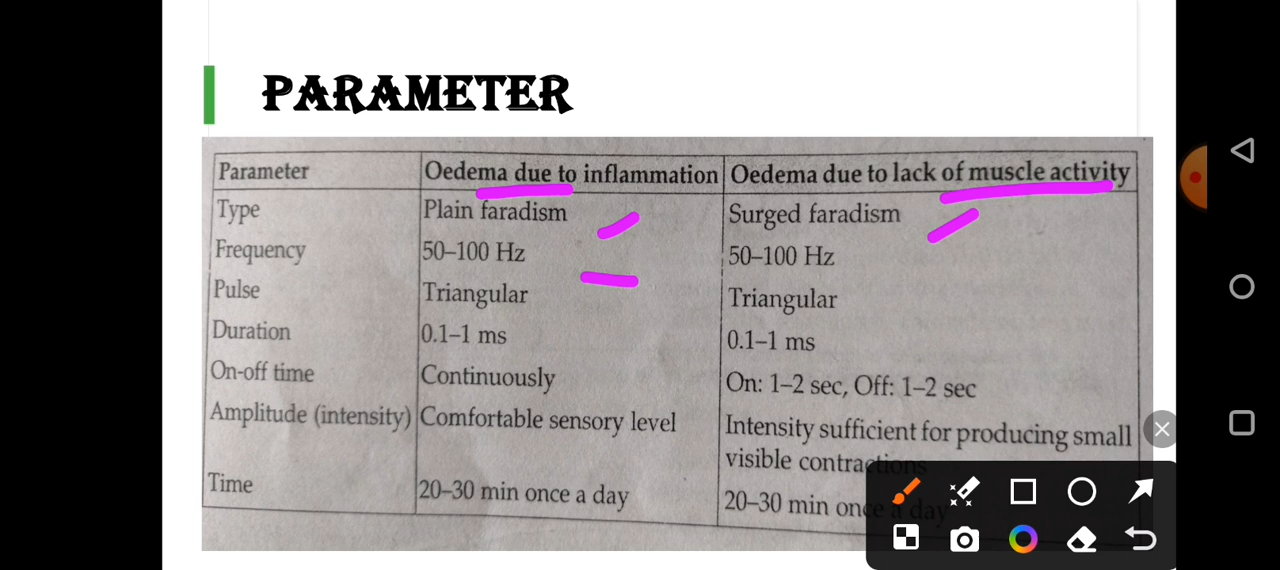 PARAMETER
Parameter Oedema due to inflammation Oedema due to lack of muscle activity
Type Plain faradism Surged faradism
Frequency 50–100 Hz 50–100 Hz
Pulse Triangular Triangular
Duration 0.1–1 ms 0.1–1 ms
On-off time Continuously On: 1–2 sec, Off: 1–2 sec
Amplitude (intensity) Comfortable sensory level Intensity sufficient for producing small
visible contractions
Time 20–30 min once a day 20–30 min once a day